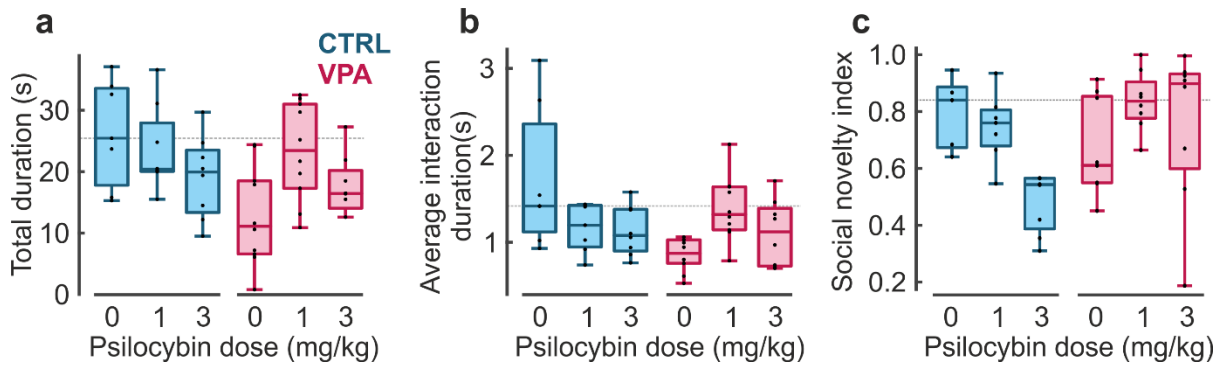 a
CTRL
VPA
Total duration (s)
30
20
10
0
0 1 3 0 1 3
Psilocybin dose (mg/kg)
b
Average interaction
duration(s)
3
2
1
0 1 3 0 1 3
Psilocybin dose (mg/kg)
c
Social novelty index
1.0
0.8
0.6
0.4
0.2
0 1 3 0 1 3
Psilocybin dose (mg/kg)